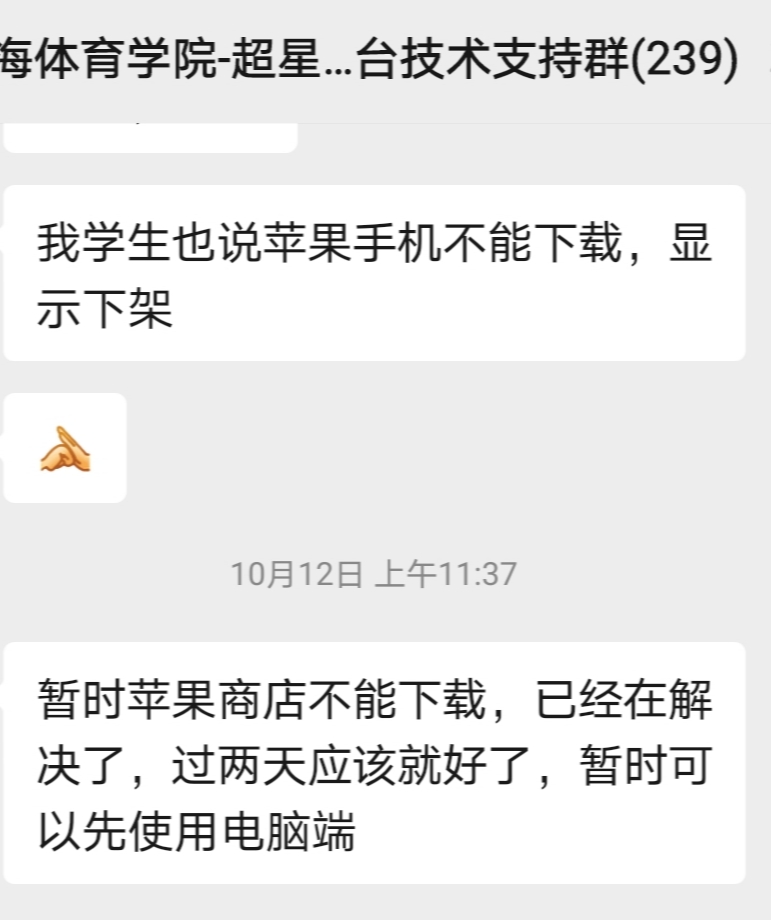 海体育学院-超星...台技术支持群(239)
我学生也说苹果手机不能下载，显
示下架
10月12日 上午11:37
暂时苹果商店不能下载，已经在解
决了，过两天应该就好了，暂时可
以先使用电脑端